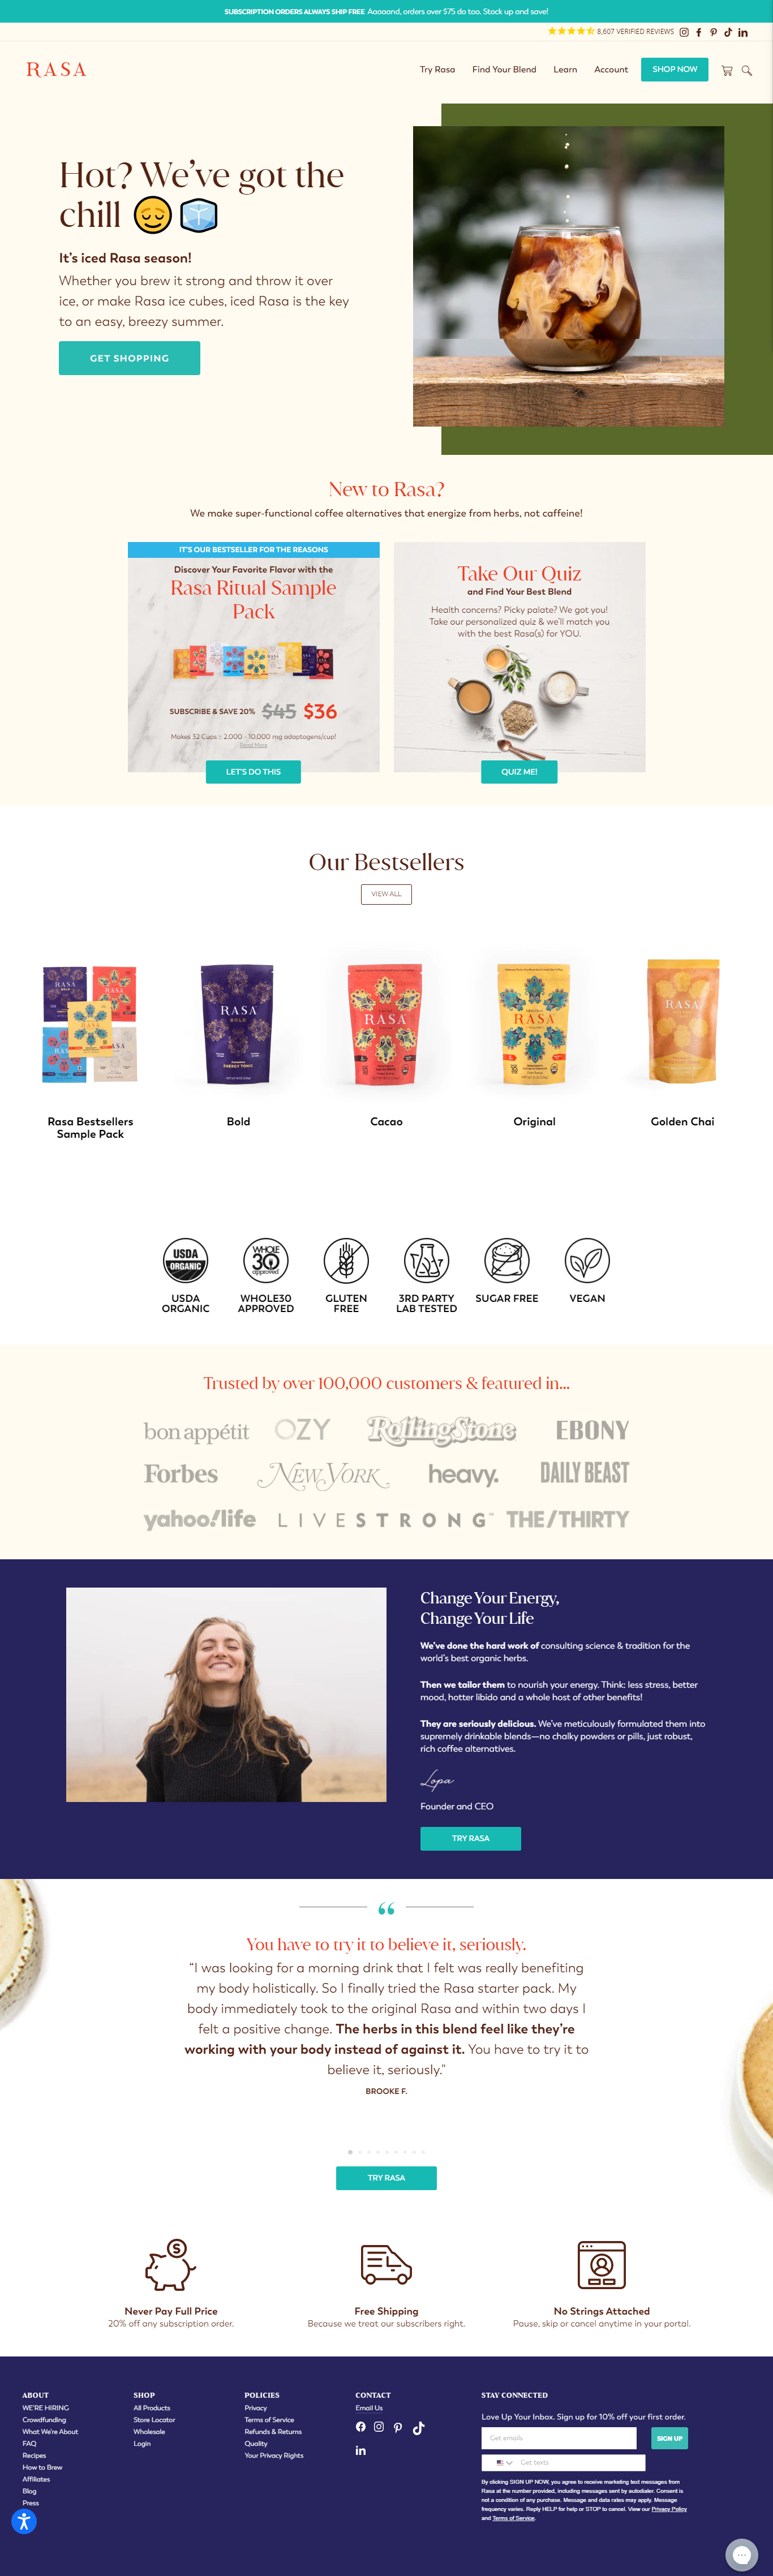 SUBSCRIPTION ORDERS ALWAYS SHIP FREE Aaaaand, orders over $75 do too. Stock up and save!
8,607 VERIFIED REVIEWS
RASA
Try Rasa
Find Your Blend
Learn
Account
SHOP NOW
Hot? We’ve got the
chill
It’s iced Rasa season!
Whether you brew it strong and throw it over
ice, or make Rasa ice cubes, iced Rasa is the key
to an easy, breezy summer.
GET SHOPPING
New to Rasa?
We make super-functional coffee alternatives that energize from herbs, not caffeine!
IT'S OUR BESTSELLER FOR THE REASONS
Discover Your Favorite Flavor with the
Rasa Ritual Sample
Pack
SUBSCRIBE & SAVE 20% $45 $36
Makes 32 Cups :: 2,000 - 10,000 mg adaptogens/cup!
Read More
LET'S DO THIS
Take Our Quiz
and Find Your Best Blend
Health concerns? Picky palate? We got you!
Take our personalized quiz & we'll match you
with the best Rasa(s) for YOU.
QUIZ ME!
Our Bestsellers
VIEW ALL
RASA
BOLD
ENERGY TONIC
RASA
RASA
RASA
Rasa Bestsellers
Sample Pack
Bold
Cacao
Original
Golden Chai
USDA
ORGANIC
WHOLE
30
approved
USDA
ORGANIC
WHOLE30
APPROVED
GLUTEN
FREE
3RD PARTY
LAB TESTED
SUGAR FREE
VEGAN
Trusted by over 100,000 customers & featured in...
bon appétit
OZY
RollingStone
EBONY
Forbes
NEW YORK
heavy.
DAILY BEAST
yahoo!life
LIVESTRONG™
THE/THIRTY
Change Your Energy,
Change Your Life
We’ve done the hard work of consulting science & tradition for the
world’s best organic herbs.
Then we tailor them to nourish your energy. Think: less stress, better
mood, hotter libido and a whole host of other benefits!
They are seriously delicious. We’ve meticulously formulated them into
supremely drinkable blends—no chalky powders or pills, just robust,
rich coffee alternatives.
Lopa
Founder and CEO
TRY RASA
You have to try it to believe it, seriously.
“I was looking for a morning drink that I felt was really benefiting
my body holistically. So I finally tried the Rasa starter pack. My
body immediately took to the original Rasa and within two days I
felt a positive change. The herbs in this blend feel like they’re
working with your body instead of against it. You have to try it to
believe it, seriously."
BROOKE F.
TRY RASA
Never Pay Full Price
20% off any subscription order.
Free Shipping
Because we treat our subscribers right.
No Strings Attached
Pause, skip or cancel anytime in your portal.
ABOUT
WE'RE HIRING
Crowdfunding
What We're About
FAQ
Recipes
How to Brew
Affiliates
Blog
Press
SHOP
All Products
Store Locator
Wholesale
Login
POLICIES
Privacy
Terms of Service
Refunds & Returns
Quality
Your Privacy Rights
CONTACT
Email Us
STAY CONNECTED
Love Up Your Inbox. Sign up for 10% off your first order.
Get emails
SIGN UP
Get texts
By clicking SIGN UP NOW, you agree to receive marketing text messages from
Rasa at the number provided, including messages sent by autodialer. Consent is
not a condition of any purchase. Message and data rates may apply. Message
frequency varies. Reply HELP for help or STOP to cancel. View our Privacy Policy
and Terms of Service.